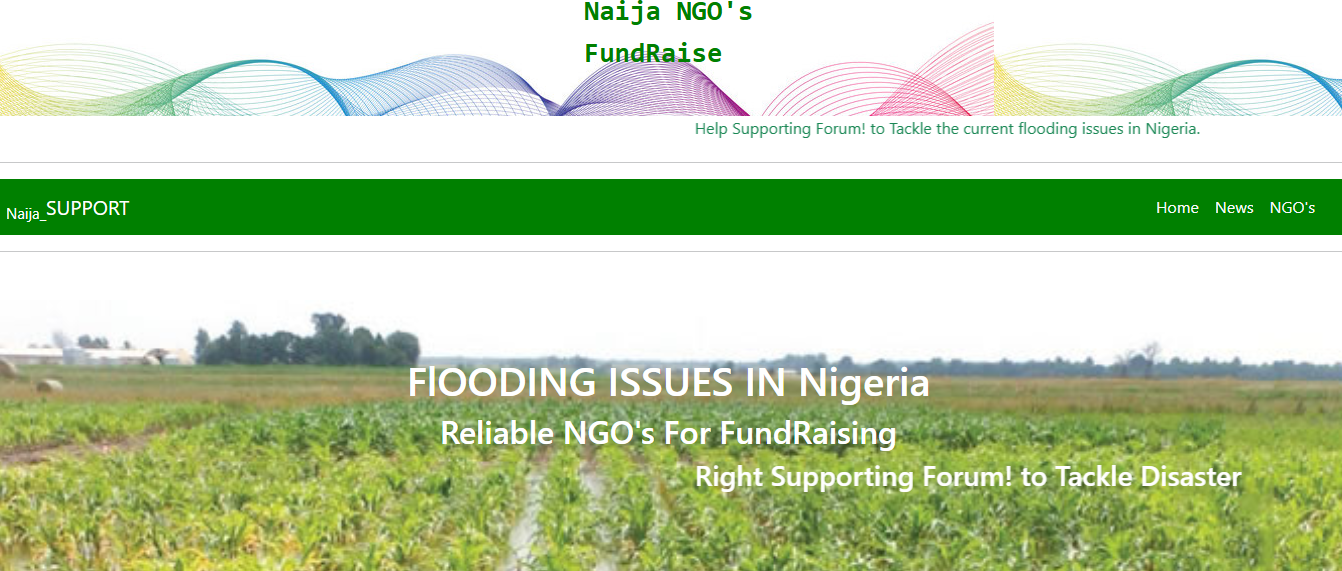 Naija NGO's
FundRaise
Help Supporting Forum! to Tackle the current flooding issues in Nigeria.
Naija_SUPPORT
Home News NGO's
FlOODING ISSUES IN Nigeria
Reliable NGO's For FundRaising
Right Supporting Forum! to Tackle Disaster